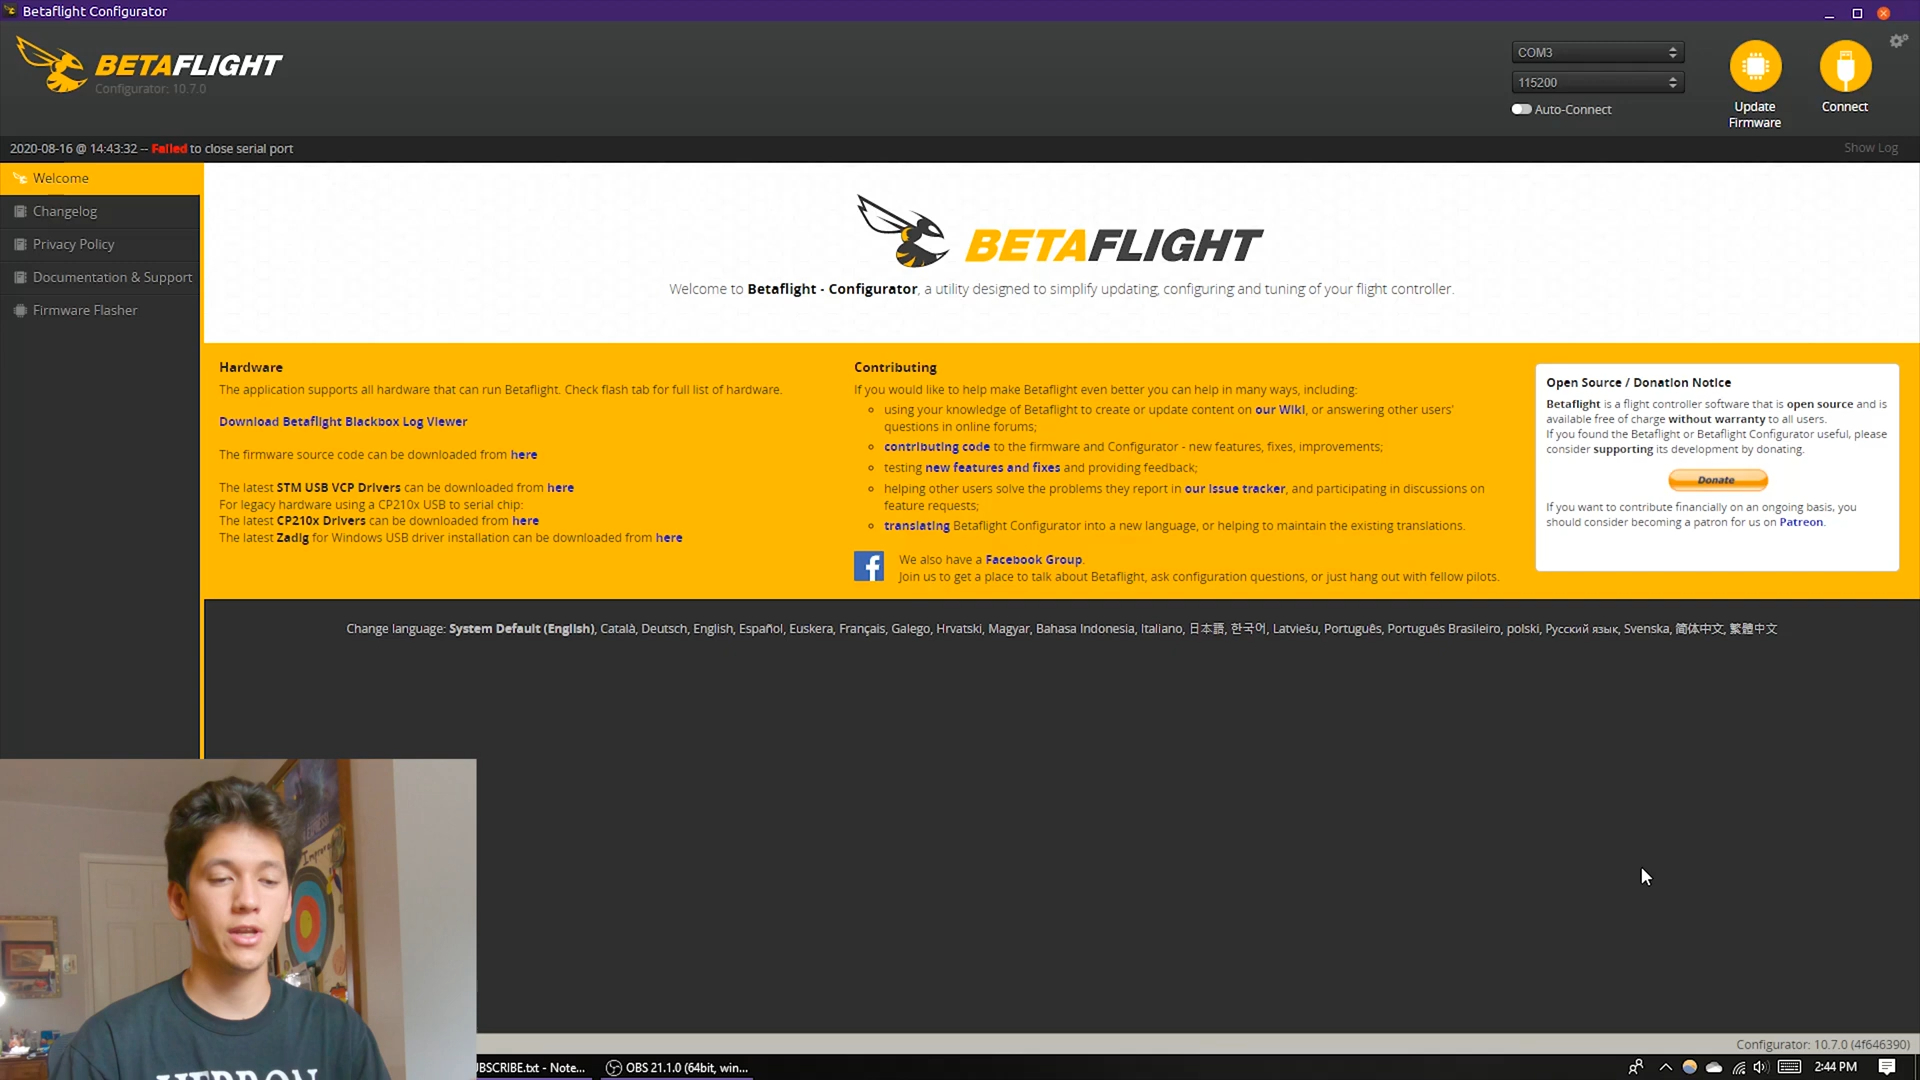 Betaflight Configurator
BETAFLIGHT
Configurator: 10.7.0
COM3
115200
Auto-Connect
Update
Firmware
Connect
2020-08-16 @ 14:43:32 -- Failed to close serial port
Show Log
Welcome
Changelog
Privacy Policy
Documentation & Support
Firmware Flasher
BETAFLIGHT
Welcome to Betaflight - Configurator, a utility designed to simplify updating, configuring and tuning of your flight controller.
Hardware
The application supports all hardware that can run Betaflight. Check flash tab for full list of hardware.
Download Betaflight Blackbox Log Viewer
The firmware source code can be downloaded from here
The latest STM USB VCP Drivers can be downloaded from here
For legacy hardware using a CP210x USB to serial chip:
The latest CP210x Drivers can be downloaded from here
The latest Zadig for Windows USB driver installation can be downloaded from here
Contributing
If you would like to help make Betaflight even better you can help in many ways, including:
using your knowledge of Betaflight to create or update content on our Wiki, or answering other users'
questions in online forums;
contributing code to the firmware and Configurator - new features, fixes, improvements;
testing new features and fixes and providing feedback;
helping other users solve the problems they report in our issue tracker, and participating in discussions on
feature requests;
translating Betaflight Configurator into a new language, or helping to maintain the existing translations.
We also have a Facebook Group.
Join us to get a place to talk about Betaflight, ask configuration questions, or just hang out with fellow pilots.
Open Source / Donation Notice
Betaflight is a flight controller software that is open source and is
available free of charge without warranty to all users.
If you found the Betaflight or Betaflight Configurator useful, please
consider supporting its development by donating.
Donate
If you want to contribute financially on an ongoing basis, you
should consider becoming a patron for us on Patreon.
Change language: System Default (English), Català, Deutsch, English, Español, Euskera, Français, Galego, Hrvatski, Magyar, Bahasa Indonesia, Italiano, 日本語, 한국어, Latviešu, Português, Português Brasileiro, polski, Русский язык, Svenska, 简体中文, 繁體中文
Configurator: 10.7.0 (4f646390)
UBSCRIBE.txt - Note...
OBS 21.1.0 (64bit, win...
2:44 PM